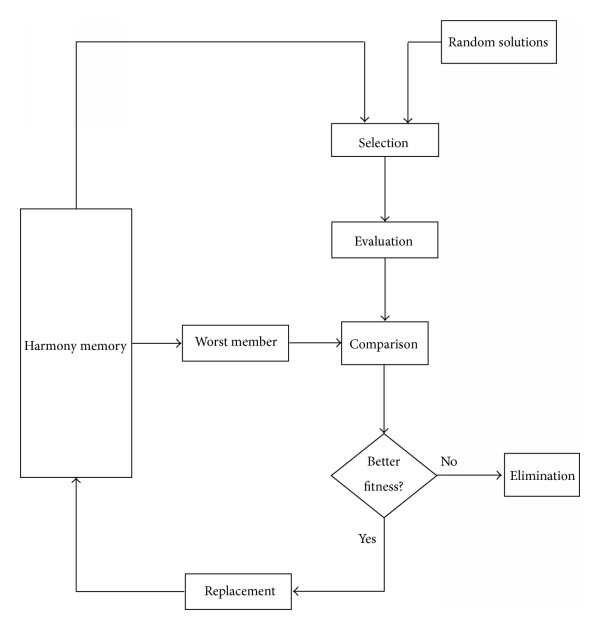 Random solutions
Selection
Evaluation
Harmony memory
Worst member
Comparison
Better
fitness?
No
Elimination
Yes
Replacement